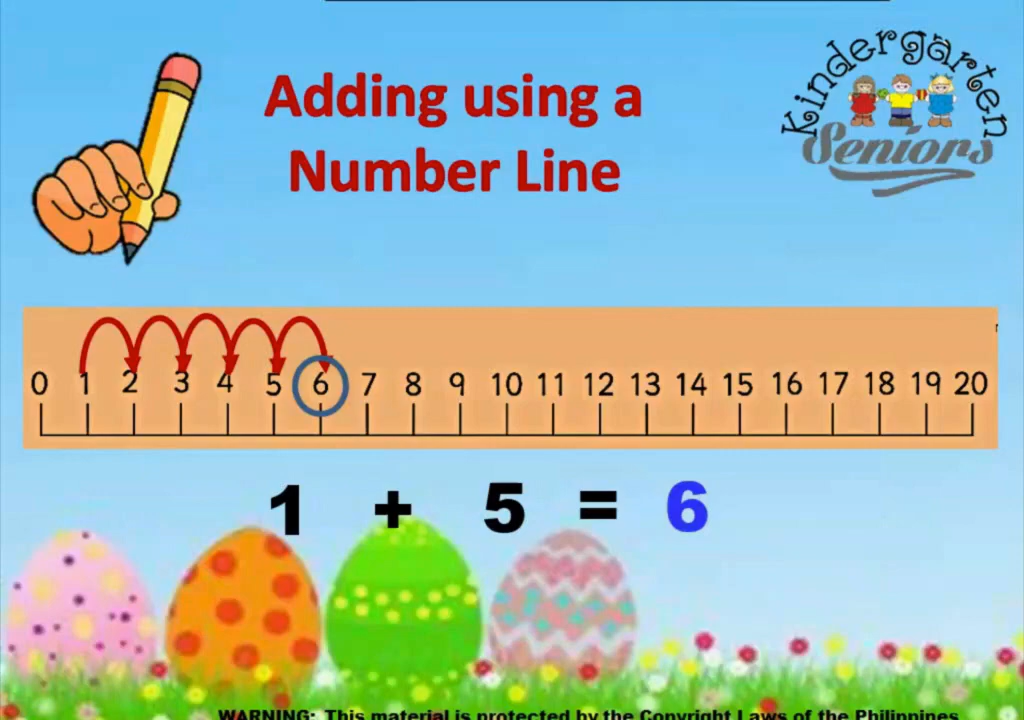 Adding using a
Number Line
Kindergarten
Seniors
0 1 2 3 4 5 6 7 8 9 10 11 12 13 14 15 16 17 18 19 20
1 + 5 = 6
WARNING: This material is protected by the Copyright Laws of the Philippines